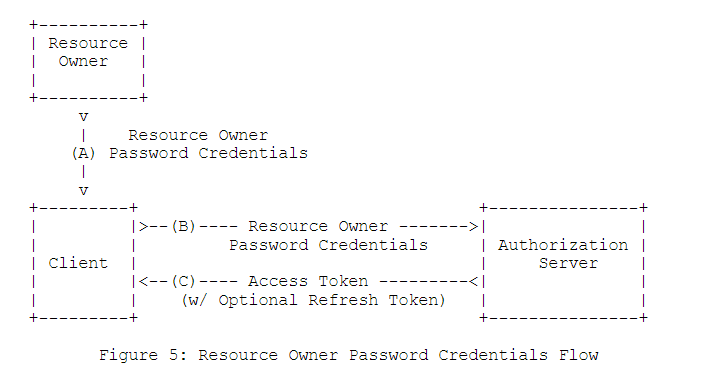 +----------+
| Resource |
|  Owner   |
|          |
+----------+
     v
     |    Resource Owner
    (A) Password Credentials
     |
     v
+---------+                                  +---------------+
|         |>--(B)---- Resource Owner ------->|               |
|         |         Password Credentials     | Authorization |
| Client  |                                  |     Server    |
|         |<--(C)---- Access Token ---------<|               |
|         |    (w/ Optional Refresh Token)   |               |
+---------+                                  +---------------+
Figure 5: Resource Owner Password Credentials Flow